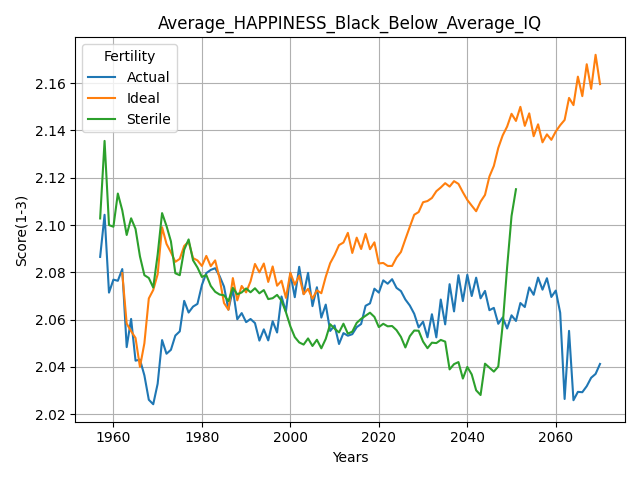 Average_HAPPINESS_Black_Below_Average_IQ
Fertility
Actual
Ideal
Sterile
Score(1-3)
2.16
2.14
2.12
2.10
2.08
2.06
2.04
2.02
1960 1980 2000 2020 2040 2060
Years